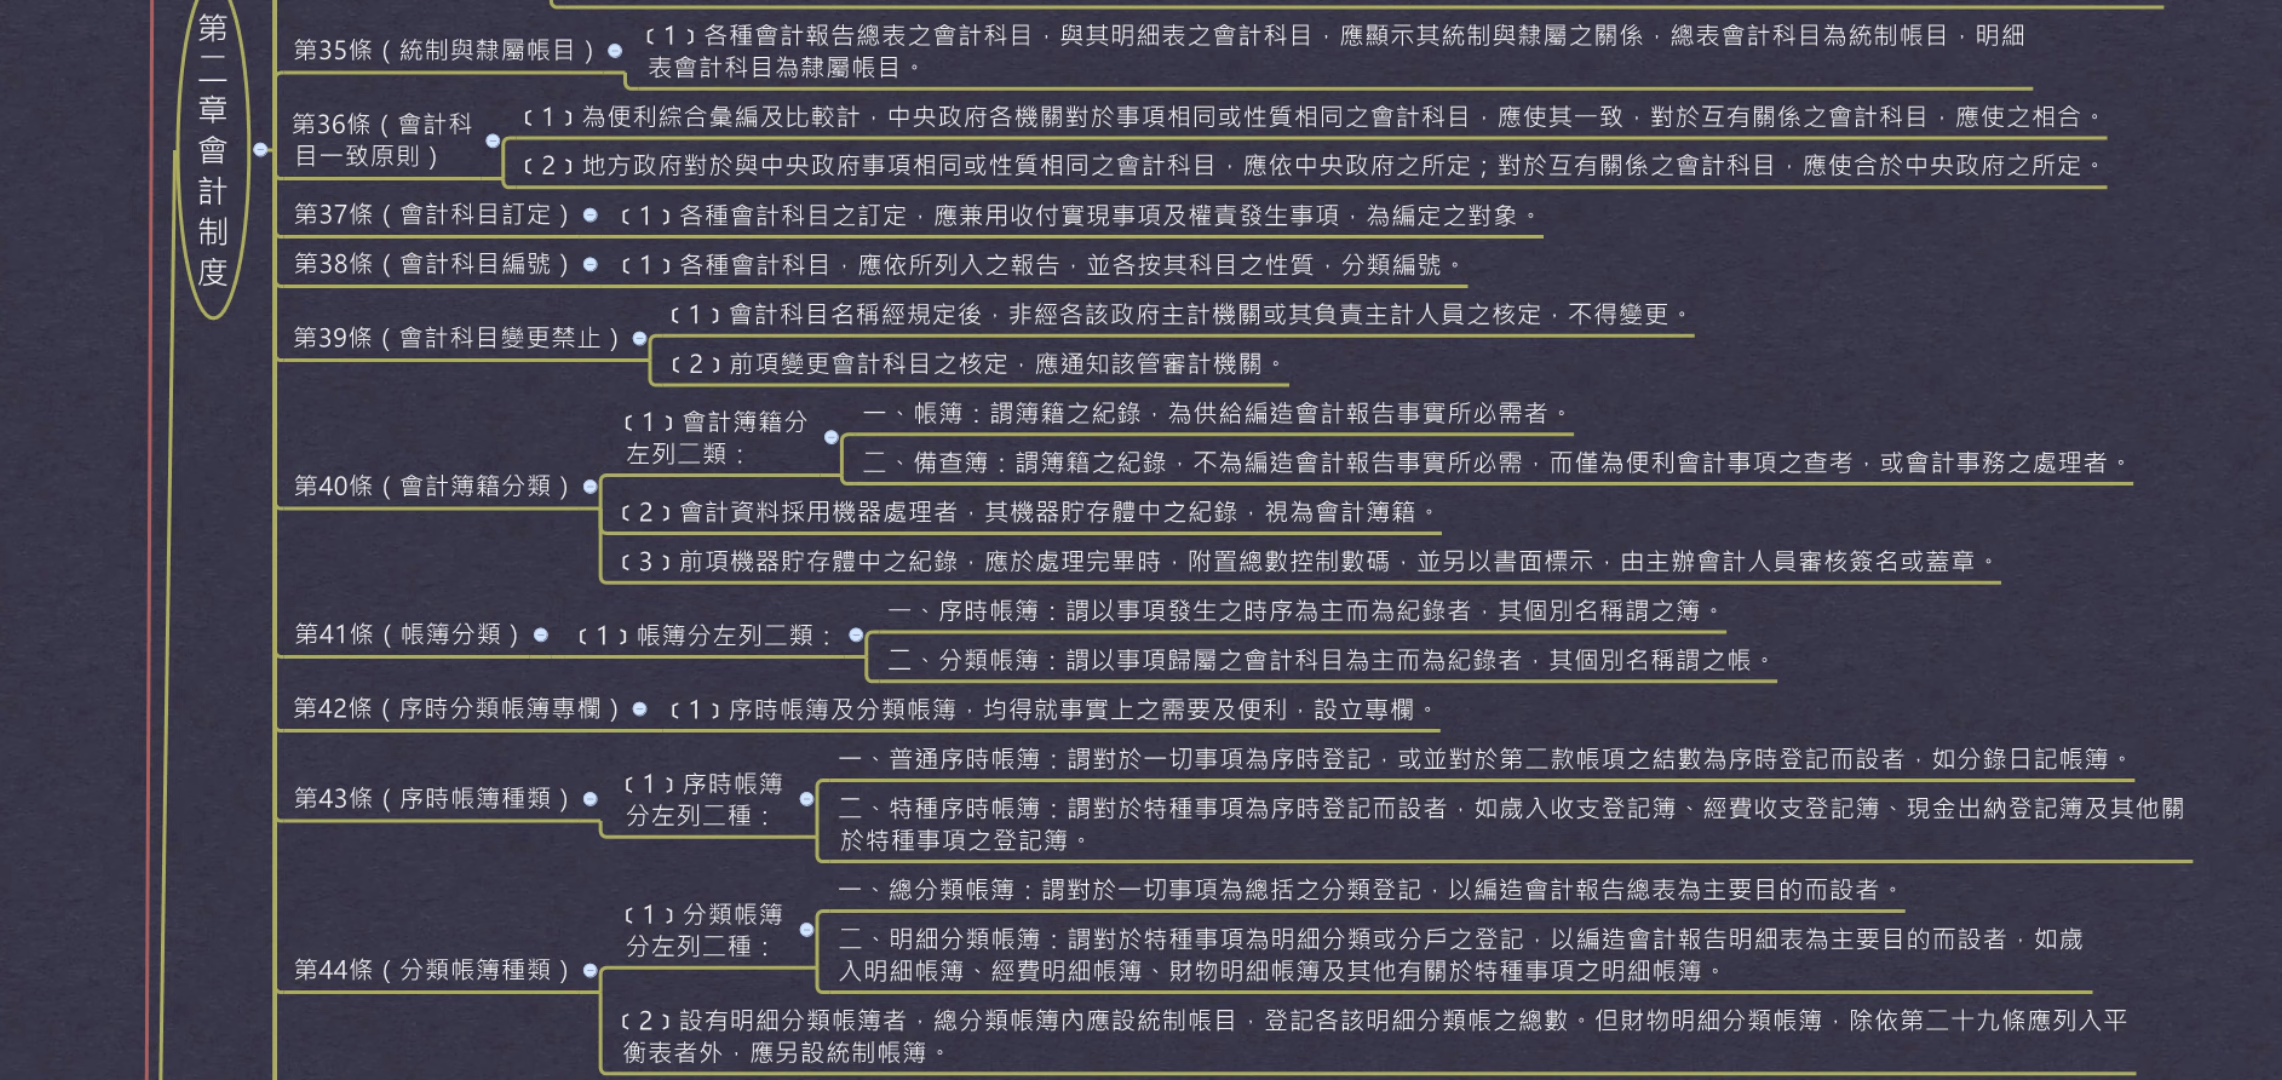 第二章會計制度
第35條（統制與隸屬帳目）
﹝1﹞各種會計報告總表之會計科目，與其明細表之會計科目，應顯示其統制與隸屬之關係，總表會計科目為統制帳目，明細
表會計科目為隸屬帳目。
第36條（會計科
目一致原則）
﹝1﹞為便利綜合彙編及比較計，中央政府各機關對於事項相同或性質相同之會計科目，應使其一致，對於互有關係之會計科目，應使之相合。
﹝2﹞地方政府對於與中央政府事項相同或性質相同之會計科目，應依中央政府之所定；對於互有關係之會計科目，應使合於中央政府之所定。
第37條（會計科目訂定）
﹝1﹞各種會計科目之訂定，應兼用收付實現事項及權責發生事項，為編定之對象。
第38條（會計科目編號）
﹝1﹞各種會計科目，應依所列入之報告，並各按其科目之性質，分類編號。
第39條（會計科目變更禁止）
﹝1﹞會計科目名稱經規定後，非經各該政府主計機關或其負責主計人員之核定，不得變更。
﹝2﹞前項變更會計科目之核定，應通知該管審計機關。
第40條（會計簿籍分類）
﹝1﹞會計簿籍分
左列二類：
一、帳簿：謂簿籍之紀錄，為供給編造會計報告事實所必需者。
二、備查簿：謂簿籍之紀錄，不為編造會計報告事實所必需，而僅為便利會計事項之查考，或會計事務之處理者。
﹝2﹞會計資料採用機器處理者，其機器貯存體中之紀錄，視為會計簿籍。
﹝3﹞前項機器貯存體中之紀錄，應於處理完畢時，附置總數控制數碼，並另以書面標示，由主辦會計人員審核簽名或蓋章。
第41條（帳簿分類）
﹝1﹞帳簿分左列二類：
一、序時帳簿：謂以事項發生之時序為主而為紀錄者，其個別名稱謂之簿。
二、分類帳簿：謂以事項歸屬之會計科目為主而為紀錄者，其個別名稱謂之帳。
第42條（序時分類帳簿專欄）
﹝1﹞序時帳簿及分類帳簿，均得就事實上之需要及便利，設立專欄。
第43條（序時帳簿種類）
﹝1﹞序時帳簿
分左列二種：
一、普通序時帳簿：謂對於一切事項為序時登記，或並對於第二款帳項之結數為序時登記而設者，如分錄日記帳簿。
二、特種序時帳簿：謂對於特種事項為序時登記而設者，如歲入收支登記簿、經費收支登記簿、現金出納登記簿及其他關
於特種事項之登記簿。
第44條（分類帳簿種類）
﹝1﹞分類帳簿
分左列二種：
一、總分類帳簿：謂對於一切事項為總括之分類登記，以編造會計報告總表為主要目的而設者。
二、明細分類帳簿：謂對於特種事項為明細分類或分戶之登記，以編造會計報告明細表為主要目的而設者，如歲
入明細帳簿、經費明細帳簿、財物明細帳簿及其他有關於特種事項之明細帳簿。
﹝2﹞設有明細分類帳簿者，總分類帳簿內應設統制帳目，登記各該明細分類帳之總數。但財物明細分類帳簿，除依第二十九條應列入平
衡表者外，應另設統制帳簿。